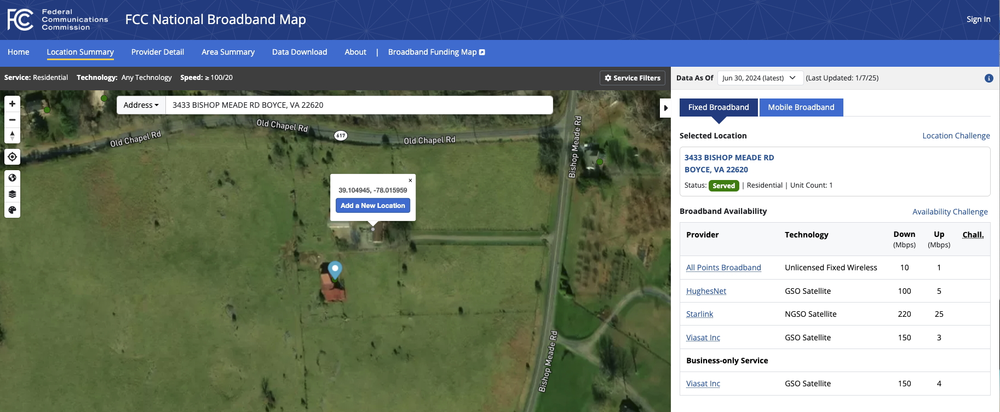 Federal
Communications
Commission
FCC National Broadband Map
Sign In
Home
Location Summary
Provider Detail
Area Summary
Data Download
About
|
Broadband Funding Map
Service: Residential Technology: Any Technology Speed: ≥ 100/20
Service Filters
Data As Of Jun 30, 2024 (latest) (Last Updated: 1/7/25)
Address 3433 BISHOP MEADE RD BOYCE, VA 22620
Old Chapel Rd
Old Chapel Rd
617
Old Chapel Rd
Bishop Meade Rd
39.104945, -78.015959
Add a New Location
Bishop Meade Rd
Fixed Broadband
Mobile Broadband
Selected Location
Location Challenge
3433 BISHOP MEADE RD
BOYCE, VA 22620
Status: Served | Residential | Unit Count: 1
Broadband Availability
Availability Challenge
Provider Technology Down (Mbps) Up (Mbps) Chall.
All Points Broadband Unlicensed Fixed Wireless 10 1
HughesNet GSO Satellite 100 5
Starlink NGSO Satellite 220 25
Viasat Inc GSO Satellite 150 3
Business-only Service
Viasat Inc GSO Satellite 150 4